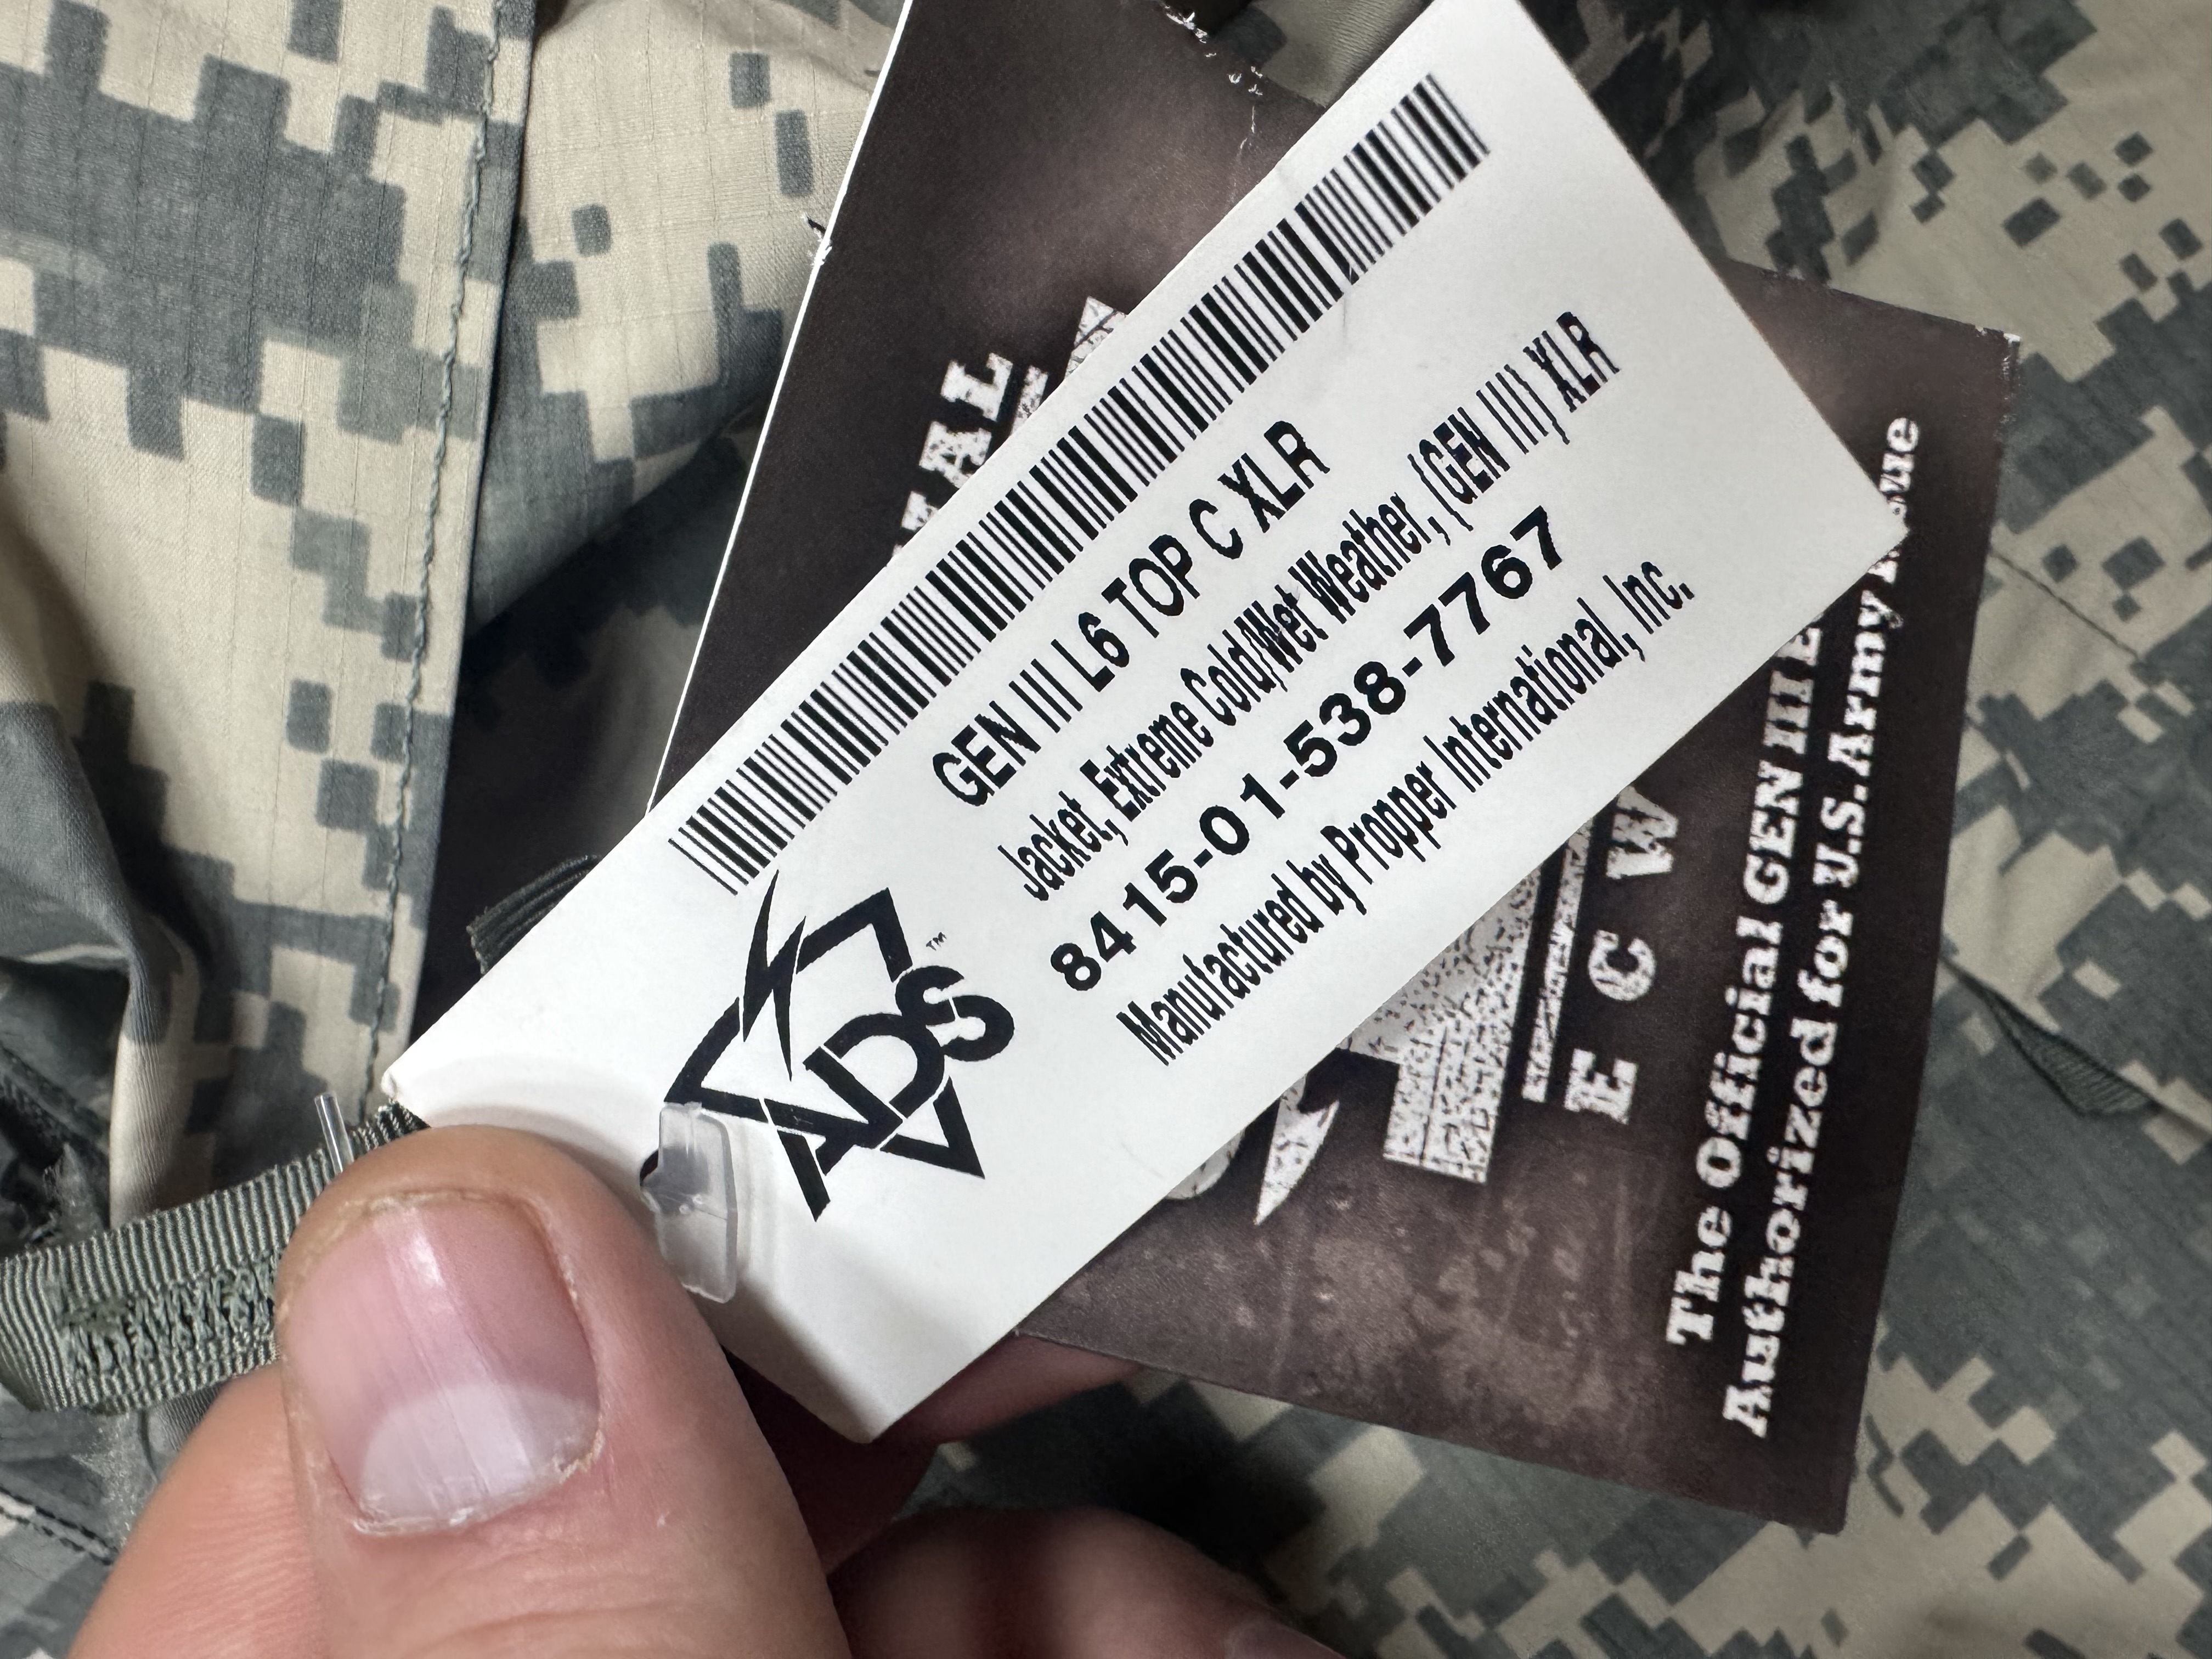 GEN III L6 TOP C XLR
Jacket, Extreme Cold/Wet Weather, (GEN III) XLR
8415-01-538-7767
Manufactured by Propper International, Inc.
ADS™
E C W
The Official GEN III
Authorized for U.S. Army